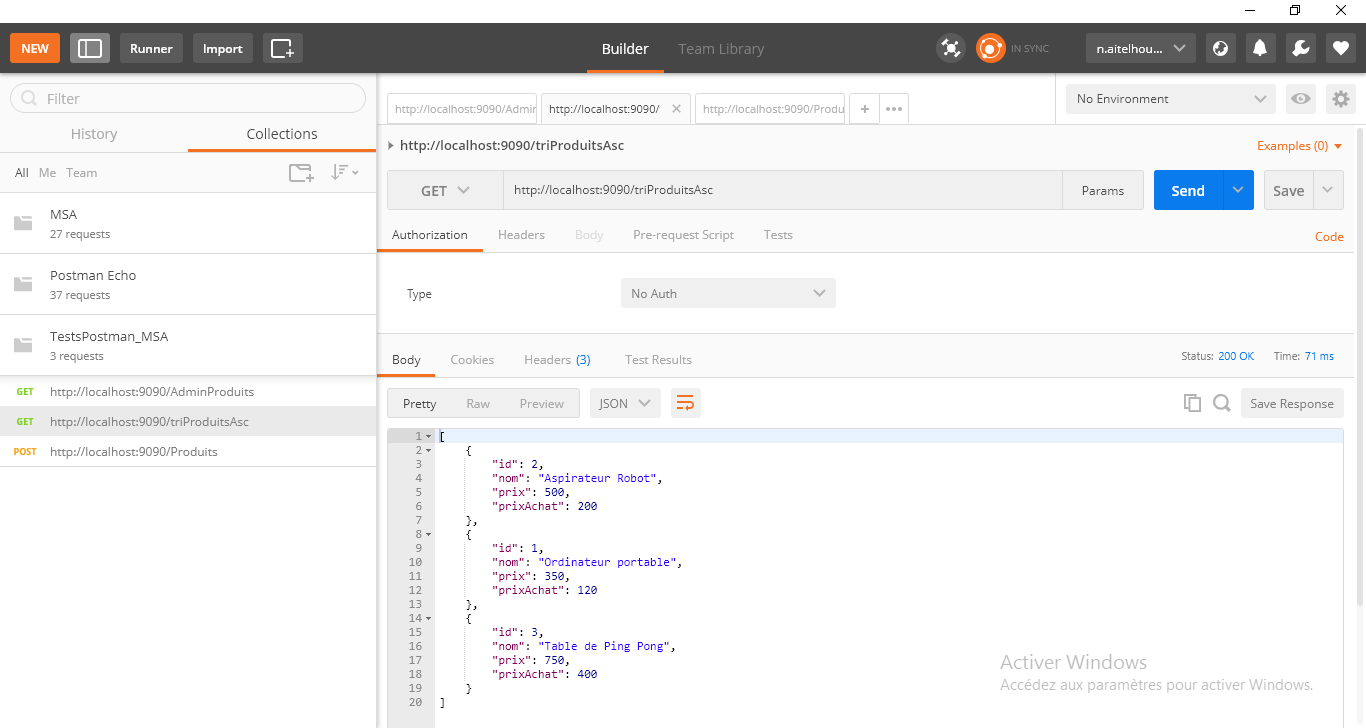 NEW Runner Import Builder Team Library IN SYNC n.aitelhou...
Filter
History Collections
All Me Team
MSA
27 requests
Postman Echo
37 requests
TestsPostman_MSA
3 requests
GET http://localhost:9090/AdminProduits
GET http://localhost:9090/triProduitsAsc
POST http://localhost:9090/Produits
http://localhost:9090/Admin http://localhost:9090/ http://localhost:9090/Produ + ••• No Environment
http://localhost:9090/triProduitsAsc Examples (0)
GET http://localhost:9090/triProduitsAsc Params Send Save
Authorization Headers Body Pre-request Script Tests Code
Type No Auth
Body Cookies Headers (3) Test Results Status: 200 OK Time: 71 ms
Pretty Raw Preview JSON Save Response
1 [
2 {
3 "id": 2,
4 "nom": "Aspirateur Robot",
5 "prix": 500,
6 "prixAchat": 200
7 },
8 {
9 "id": 1,
10 "nom": "Ordinateur portable",
11 "prix": 350,
12 "prixAchat": 120
13 },
14 {
15 "id": 3,
16 "nom": "Table de Ping Pong",
17 "prix": 750,
18 "prixAchat": 400
19 }
20 ]
Activer Windows
Accédez aux paramètres pour activer Windows.